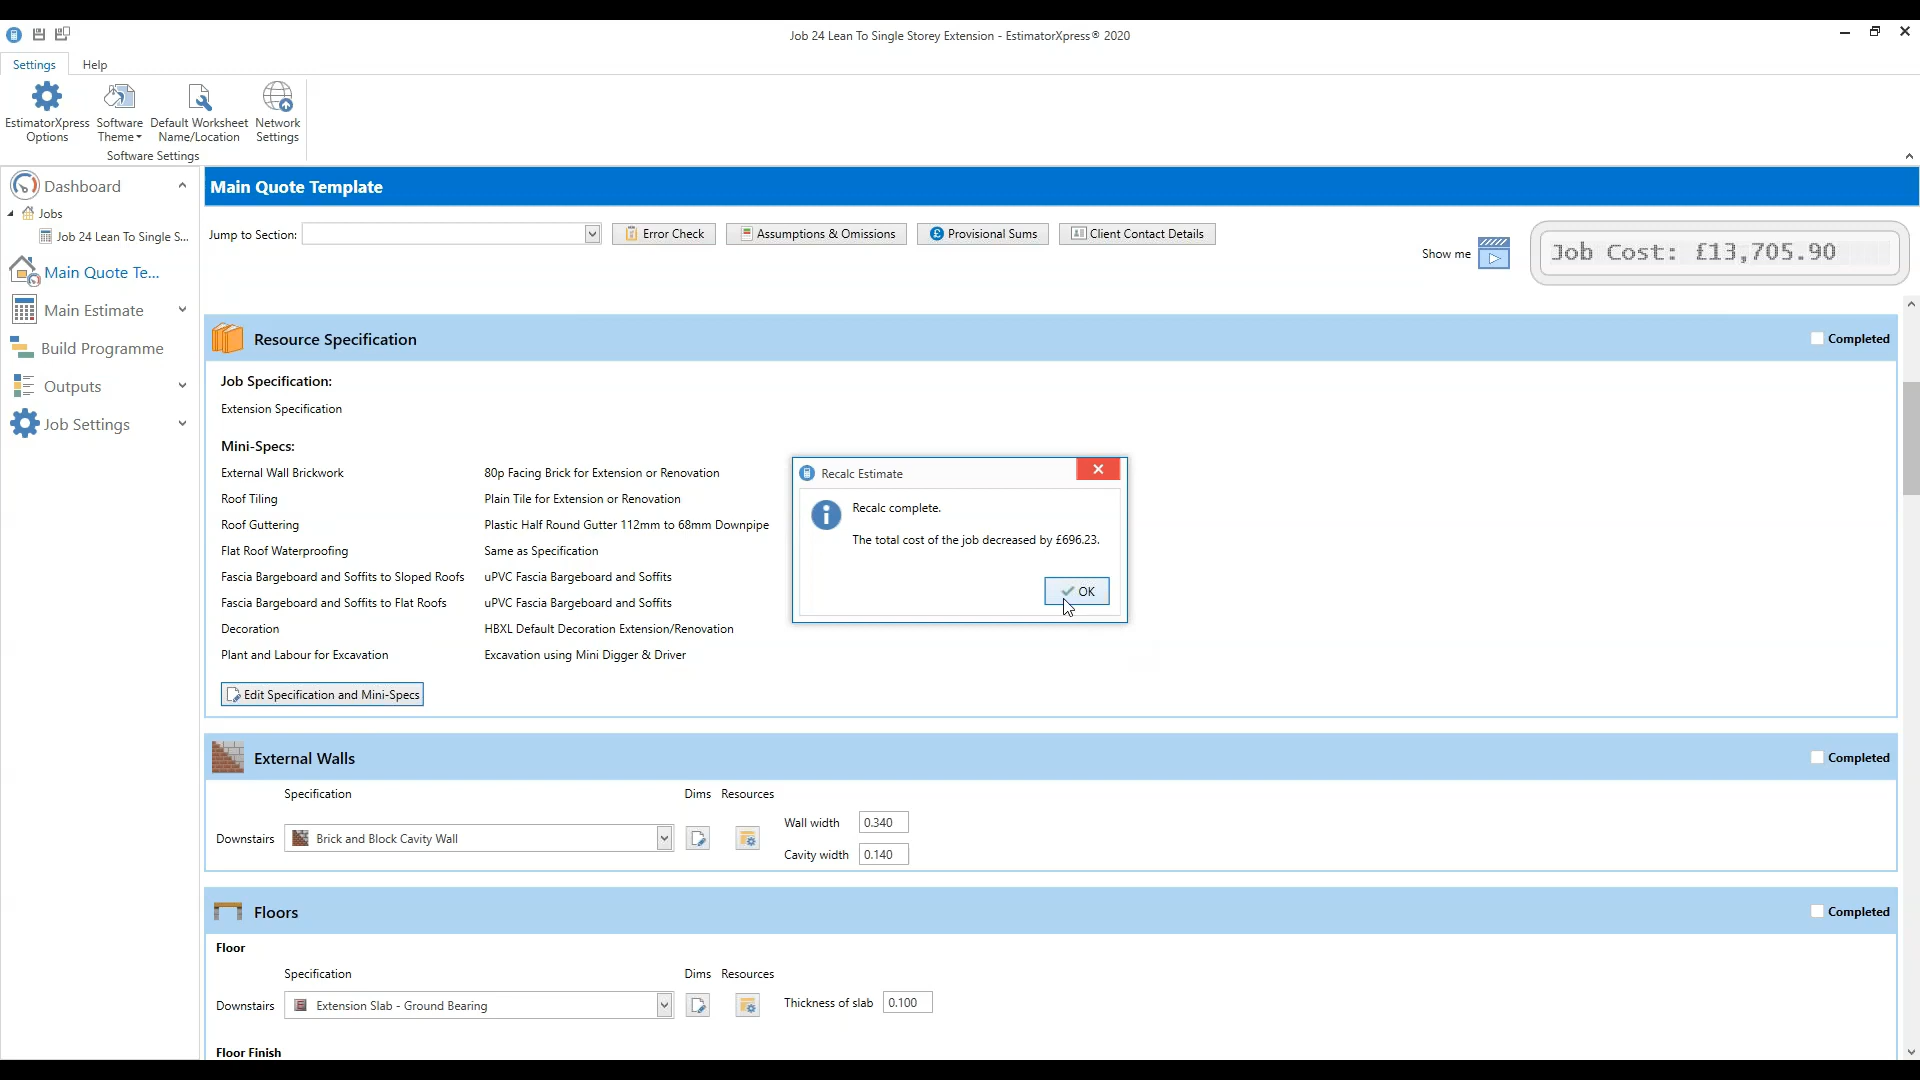 Job 24 Lean To Single Storey Extension - EstimatorXpress® 2020
Settings
Help
EstimatorXpress Options
Software Theme
Default Worksheet Name/Location
Network Settings
Software Settings
Dashboard
Jobs
Job 24 Lean To Single S...
Main Quote Te...
Main Estimate
Build Programme
Outputs
Job Settings
Main Quote Template
Jump to Section:
Error Check
Assumptions & Omissions
Provisional Sums
Client Contact Details
Show me
Job Cost: £13,705.90
Resource Specification
Completed
Job Specification:
Extension Specification
Mini-Specs:
External Wall Brickwork 80p Facing Brick for Extension or Renovation
Roof Tiling Plain Tile for Extension or Renovation
Roof Guttering Plastic Half Round Gutter 112mm to 68mm Downpipe
Flat Roof Waterproofing Same as Specification
Fascia Bargeboard and Soffits to Sloped Roofs uPVC Fascia Bargeboard and Soffits
Fascia Bargeboard and Soffits to Flat Roofs uPVC Fascia Bargeboard and Soffits
Decoration HBXL Default Decoration Extension/Renovation
Plant and Labour for Excavation Excavation using Mini Digger & Driver
Edit Specification and Mini-Specs
Recalc Estimate
Recalc complete.
The total cost of the job decreased by £696.23.
OK
External Walls
Completed
Specification Dims Resources
Wall width 0.340
Downstairs Brick and Block Cavity Wall
Cavity width 0.140
Floors
Completed
Floor
Specification Dims Resources
Downstairs Extension Slab - Ground Bearing Thickness of slab 0.100
Floor Finish